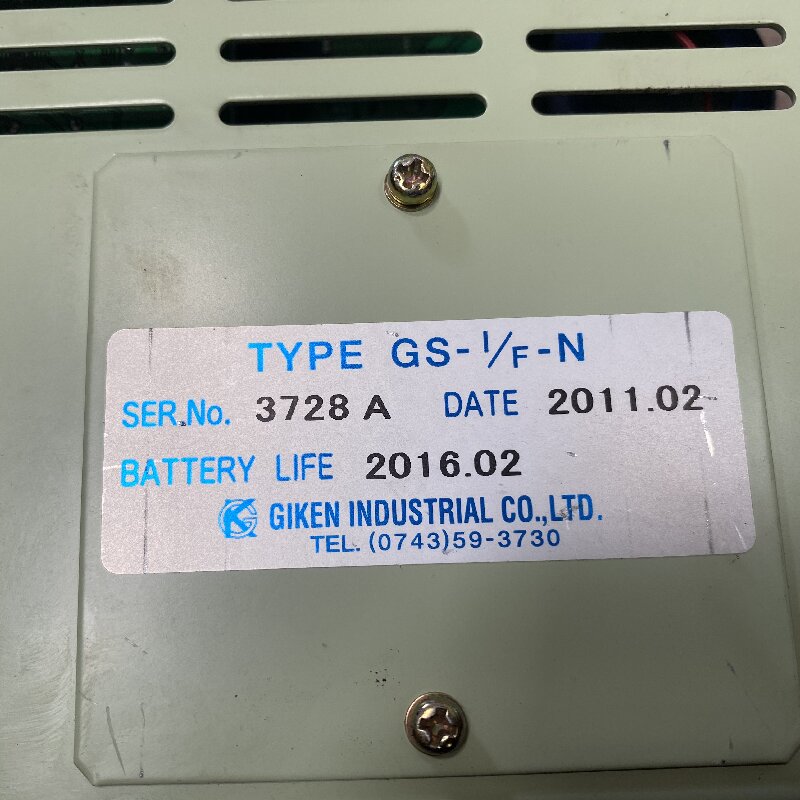 TYPE GS-I/F-N
SER.No. 3728 A DATE 2011.02
BATTERY LIFE 2016.02
GIKEN INDUSTRIAL CO.,LTD.
TEL. (0743)59-3730